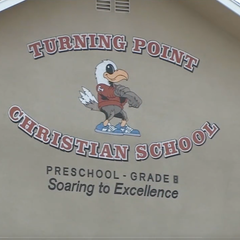 TURNING POINT
CHRISTIAN SCHOOL
PRESCHOOL - GRADE 8
Soaring to Excellence